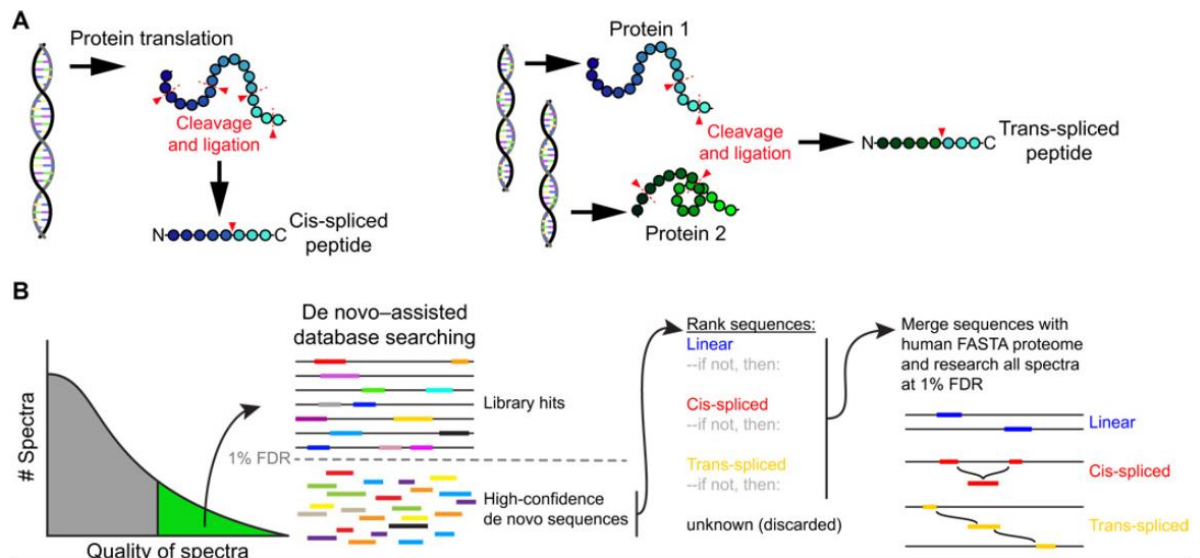 A
Protein translation
Cleavage
and ligation
N
C
Cis-spliced
peptide
Protein 1
Cleavage
and ligation
Protein 2
N
C
Trans-spliced
peptide
B
# Spectra
Quality of spectra
De novo–assisted
database searching
Library hits
1% FDR
High-confidence
de novo sequences
Rank sequences:
Linear
--if not, then:
Cis-spliced
--if not, then:
Trans-spliced
--if not, then:
unknown (discarded)
Merge sequences with
human FASTA proteome
and research all spectra
at 1% FDR
Linear
Cis-spliced
Trans-spliced